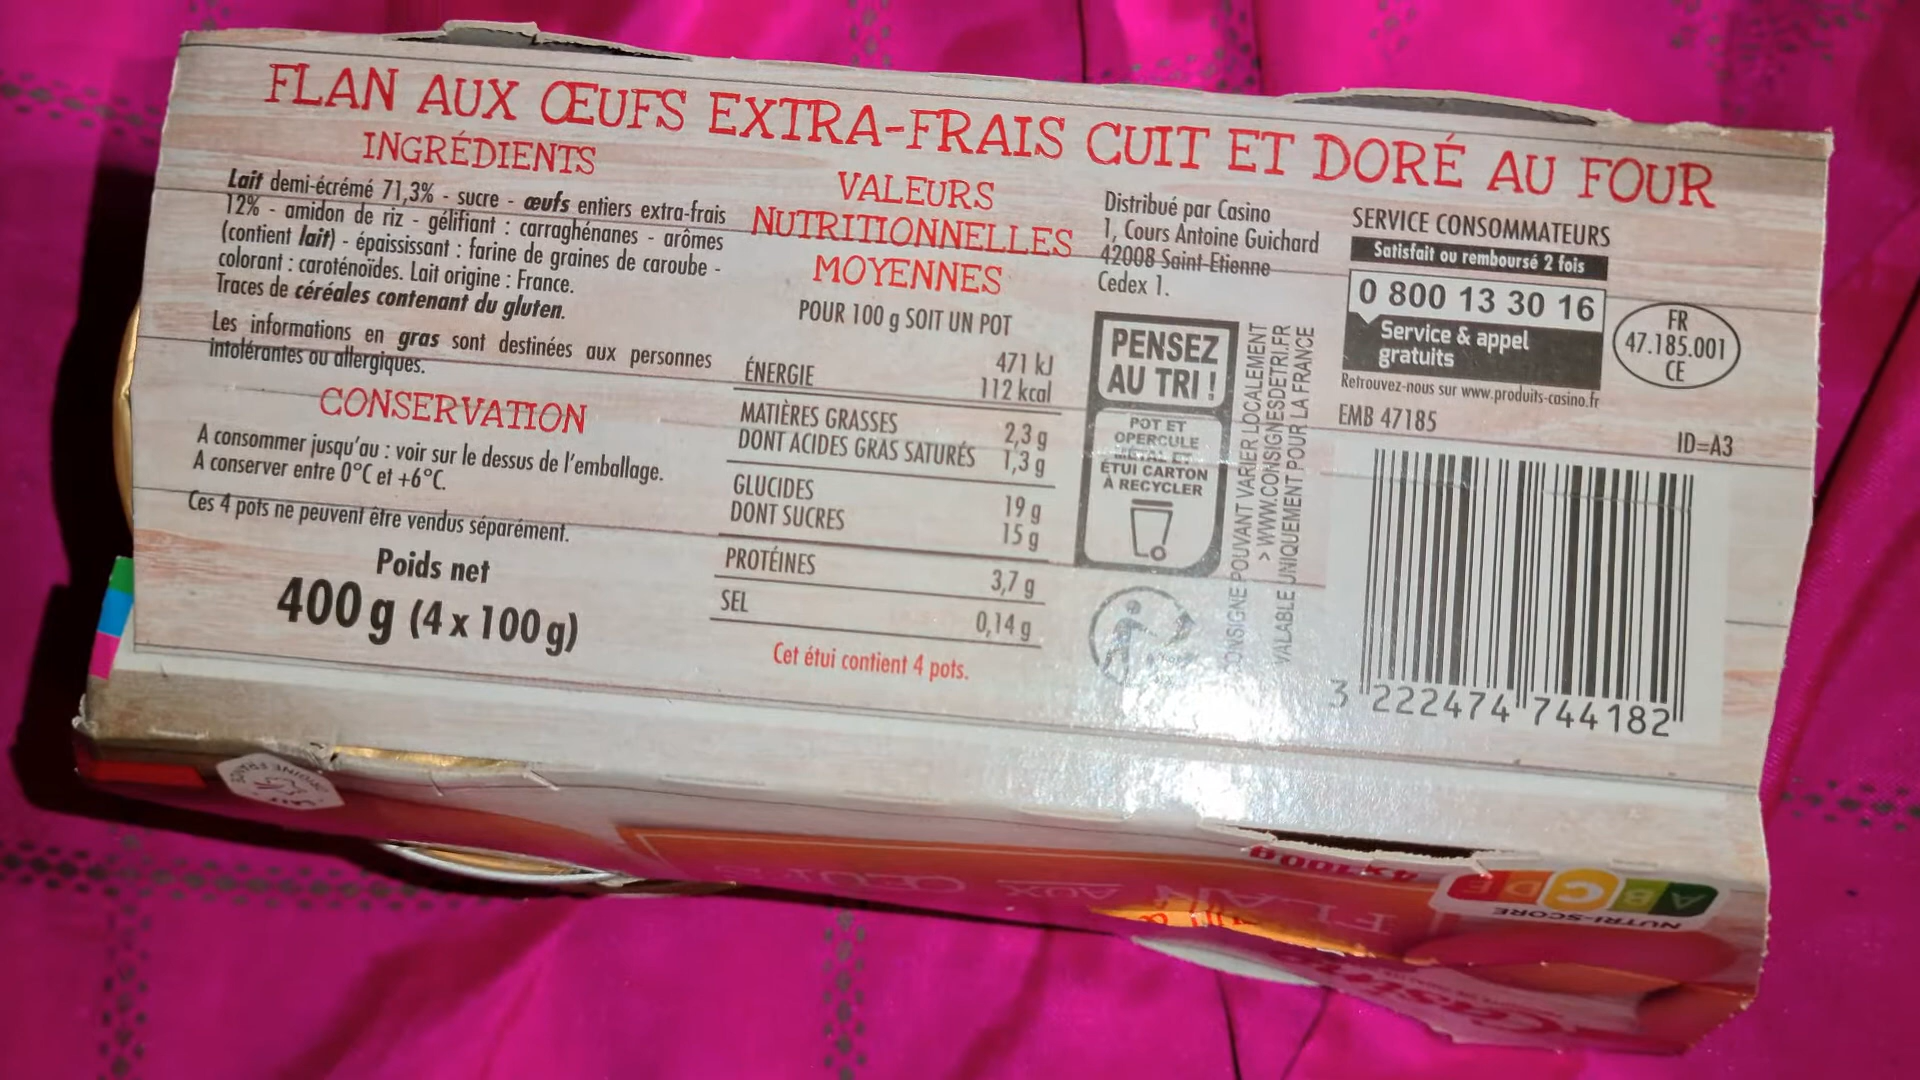 FLAN AUX ŒUFS EXTRA-FRAIS CUIT ET DORÉ AU FOUR
INGRÉDIENTS
Lait demi-écrémé 71,3% - sucre - œufs entiers extra-frais
12% - amidon de riz - gélifiant : carraghénanes - arômes
(contient lait) - épaississant : farine de graines de caroube -
colorant : caroténoïdes. Lait origine : France.
Traces de céréales contenant du gluten.
Les informations en gras sont destinées aux personnes
intolérantes ou allergiques.
CONSERVATION
A consommer jusqu'au : voir sur le dessus de l'emballage.
A conserver entre 0°C et +6°C.
Ces 4 pots ne peuvent être vendus séparément.
Poids net
400 g (4 x 100 g)
VALEURS
NUTRITIONNELLES
MOYENNES
POUR 100 g SOIT UN POT
ÉNERGIE 471 kJ
112 kcal
MATIÈRES GRASSES 2,3 g
DONT ACIDES GRAS SATURÉS 1,3 g
GLUCIDES 19 g
DONT SUCRES 15 g
PROTÉINES 3,7 g
SEL 0,14 g
Cet étui contient 4 pots.
Distribué par Casino
1, Cours Antoine Guichard
42008 Saint-Etienne
Cedex 1.
PENSEZ
AU TRI !
POT ET
OPERCULE
MÉTAL ET
ÉTUI CARTON
À RECYCLER
CONSIGNE POUVANT VARIER LOCALEMENT
> WWW.CONSIGNESDETRI.FR
VALABLE UNIQUEMENT POUR LA FRANCE
SERVICE CONSOMMATEURS
Satisfait ou remboursé 2 fois
0 800 13 30 16
Service & appel
gratuits
Retrouvez-nous sur www.produits-casino.fr
EMB 47185
FR
47.185.001
CE
ID=A3
3 222474 744182
4x100g
FLAN AUX ŒUFS
NUTRI-SCORE
A B C D E
Casino